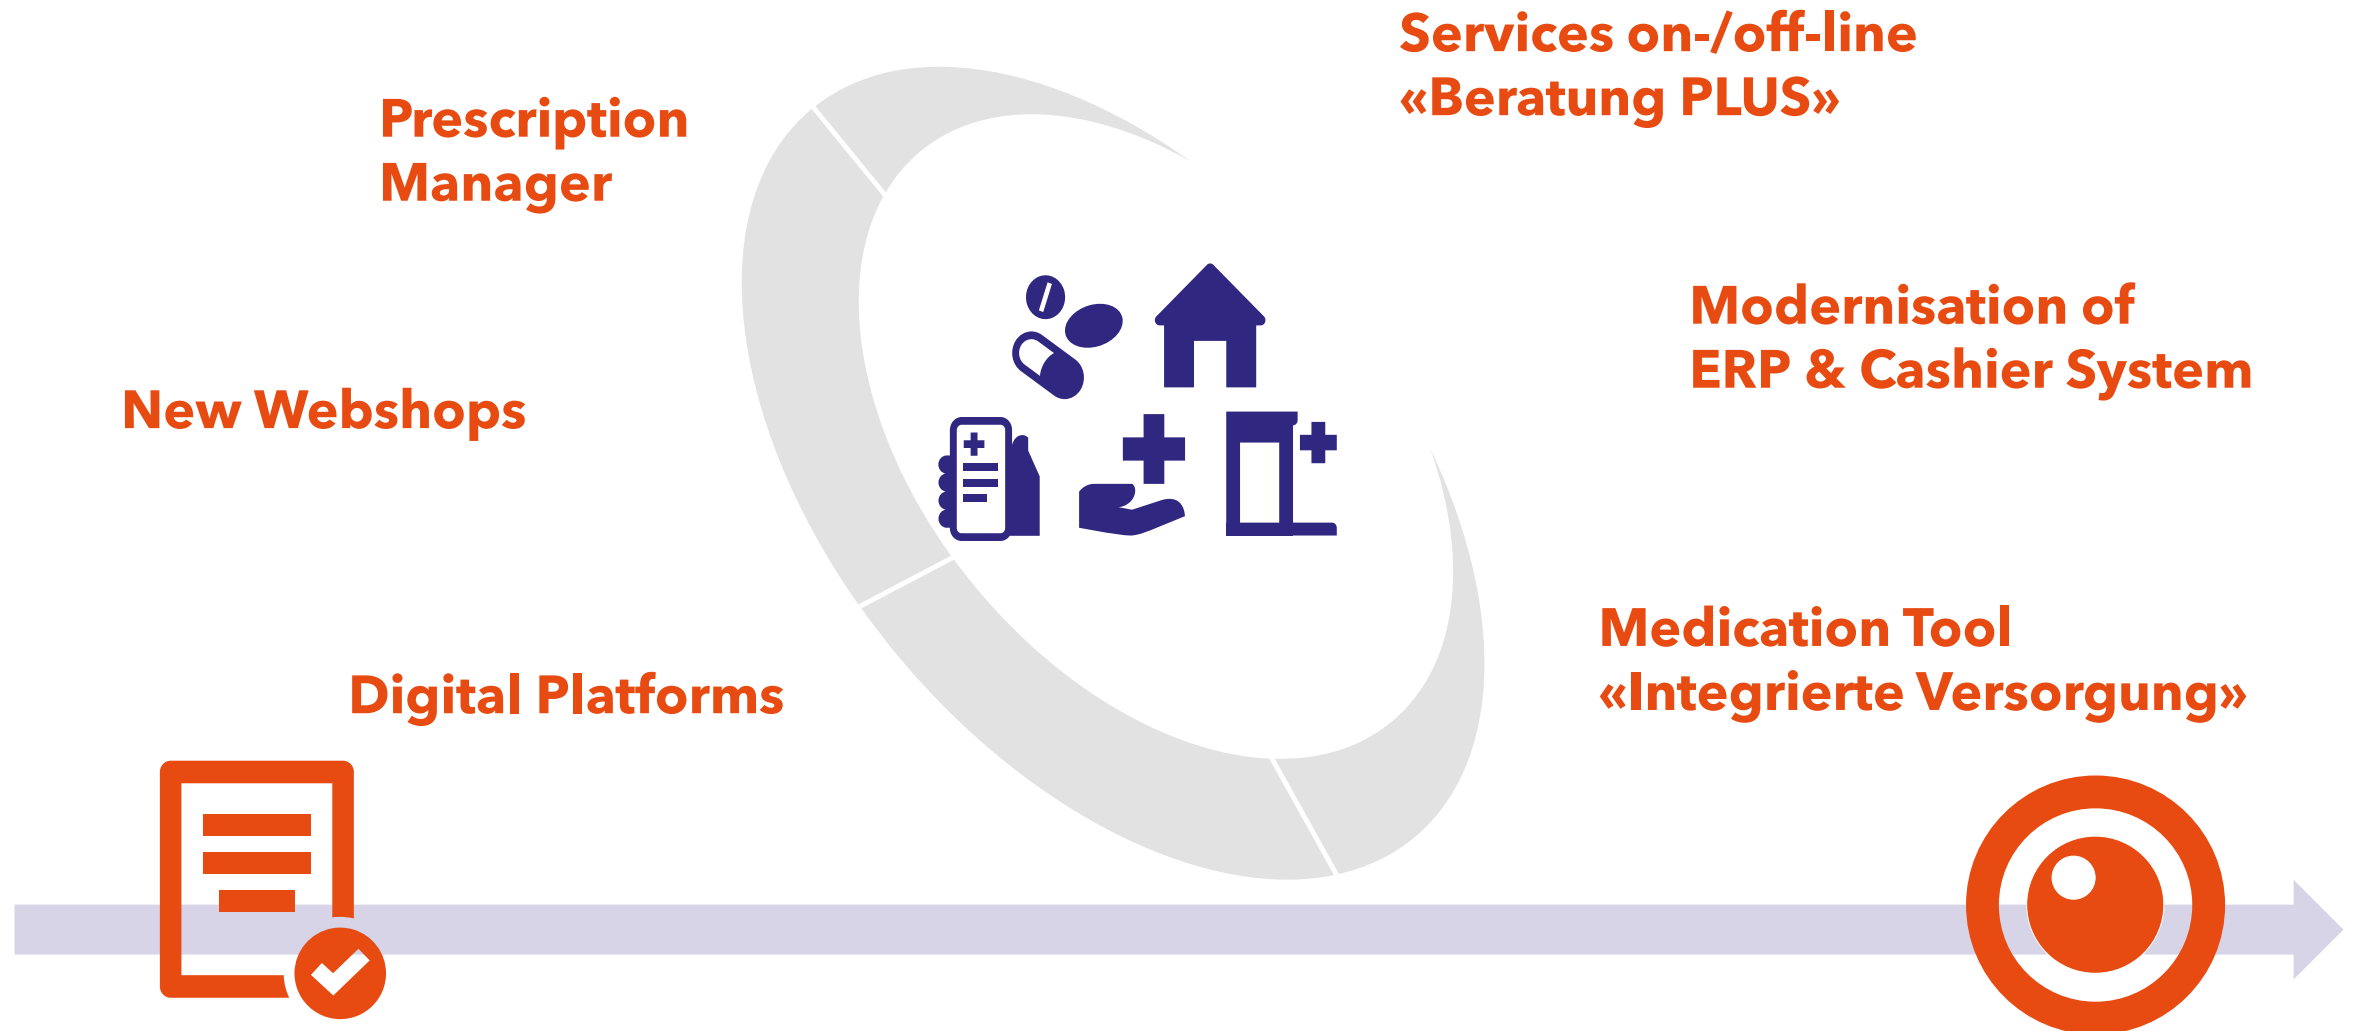 Services on-/off-line
«Beratung PLUS»
Prescription
Manager
Modernisation of
ERP & Cashier System
New Webshops
Medication Tool
«Integrierte Versorgung»
Digital Platforms